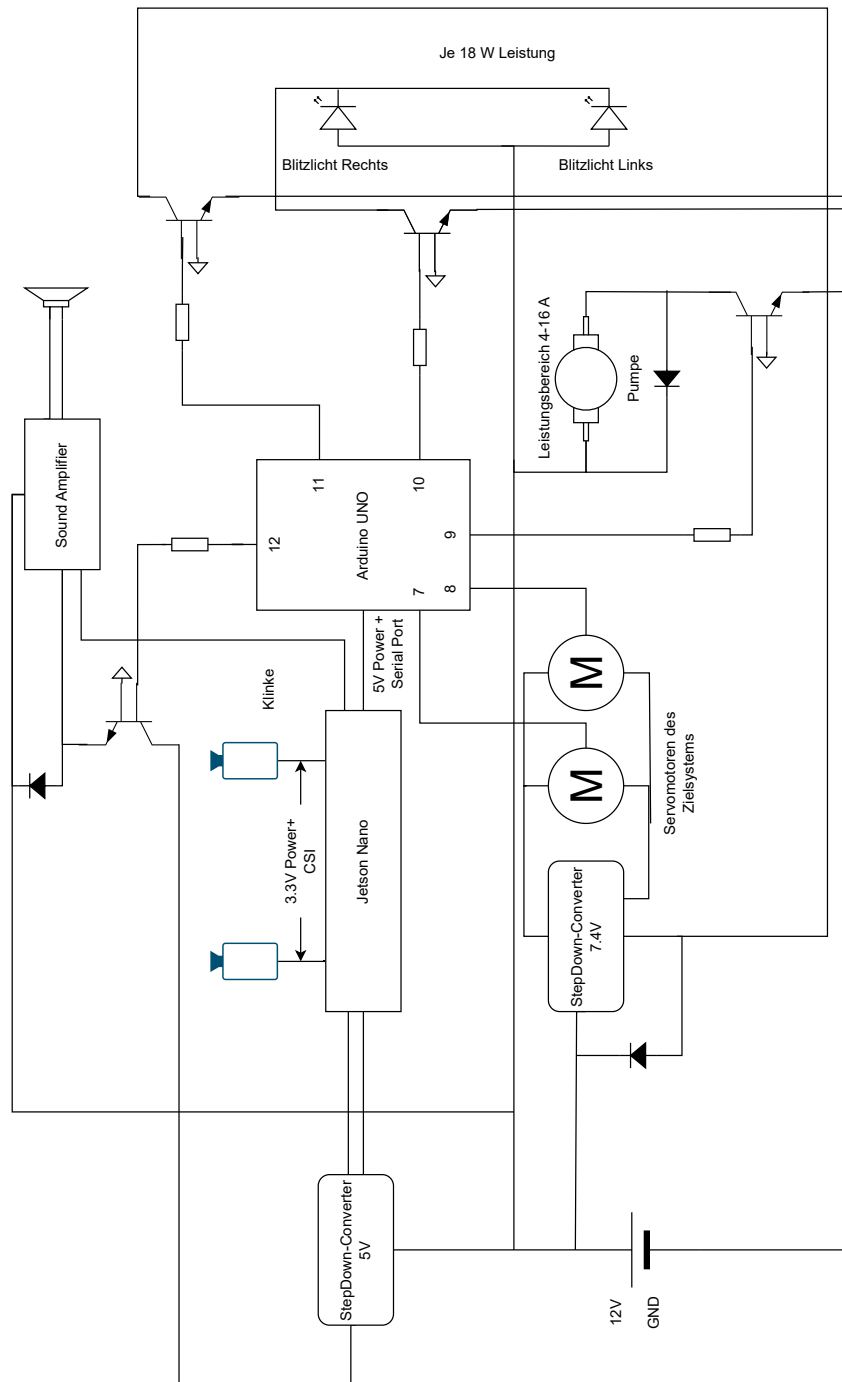 Je 18 W Leistung
Blitzlicht Rechts
Blitzlicht Links
Leistungsbereich 4-16 A
Pumpe
Sound Amplifier
Arduino UNO
11
10
12
9
7
8
5V Power +
Serial Port
Klinke
3.3V Power+
CSI
Jetson Nano
M
M
Servomotoren des
Zielsystems
StepDown-Converter
7.4V
StepDown-Converter
5V
12V
GND